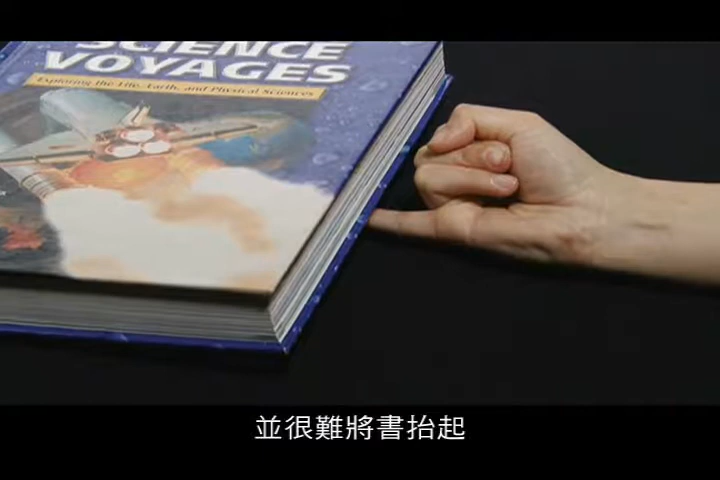 SCIENCE
VOYAGES
Exploring the Life, Earth, and Physical Sciences
並很難將書抬起